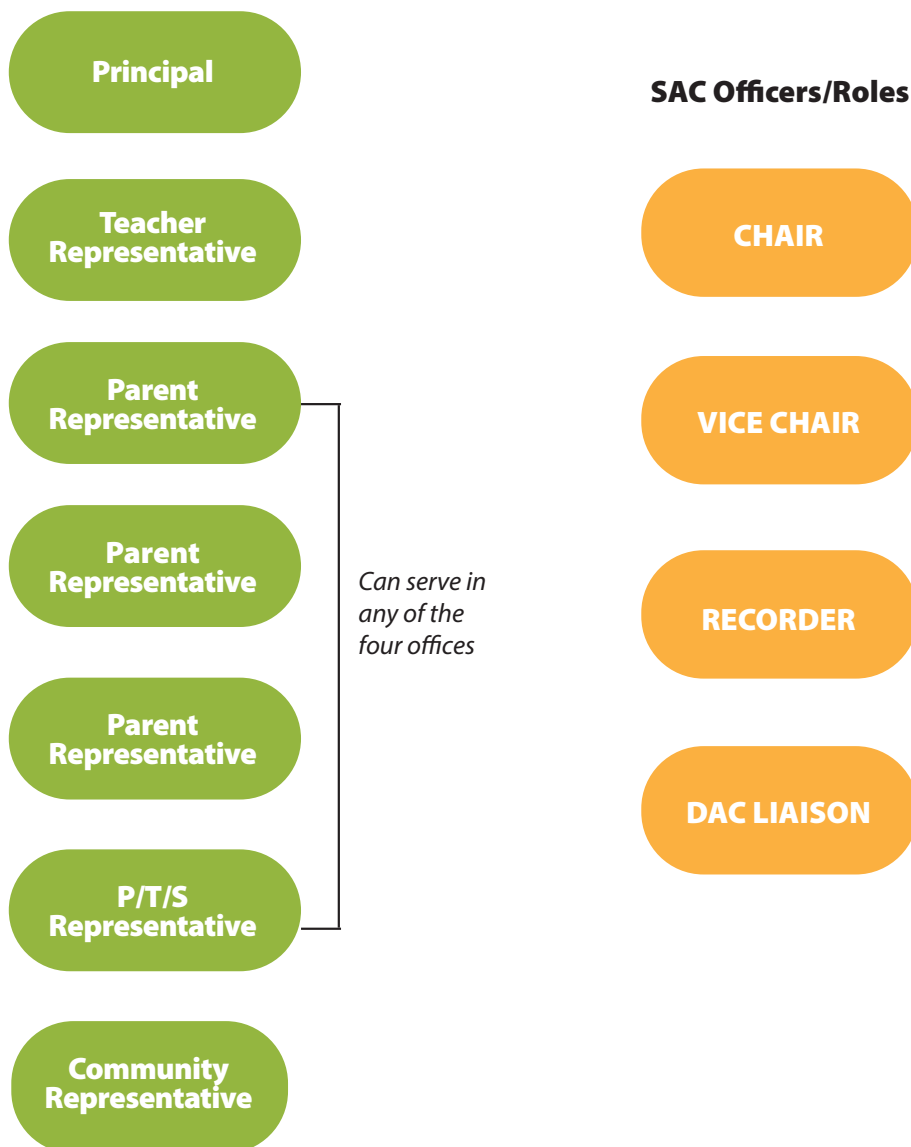 Principal
Teacher
Representative
Parent
Representative
Parent
Representative
Parent
Representative
P/T/S
Representative
Community
Representative
Can serve in
any of the
four offices
SAC Officers/Roles
CHAIR
VICE CHAIR
RECORDER
DAC LIAISON